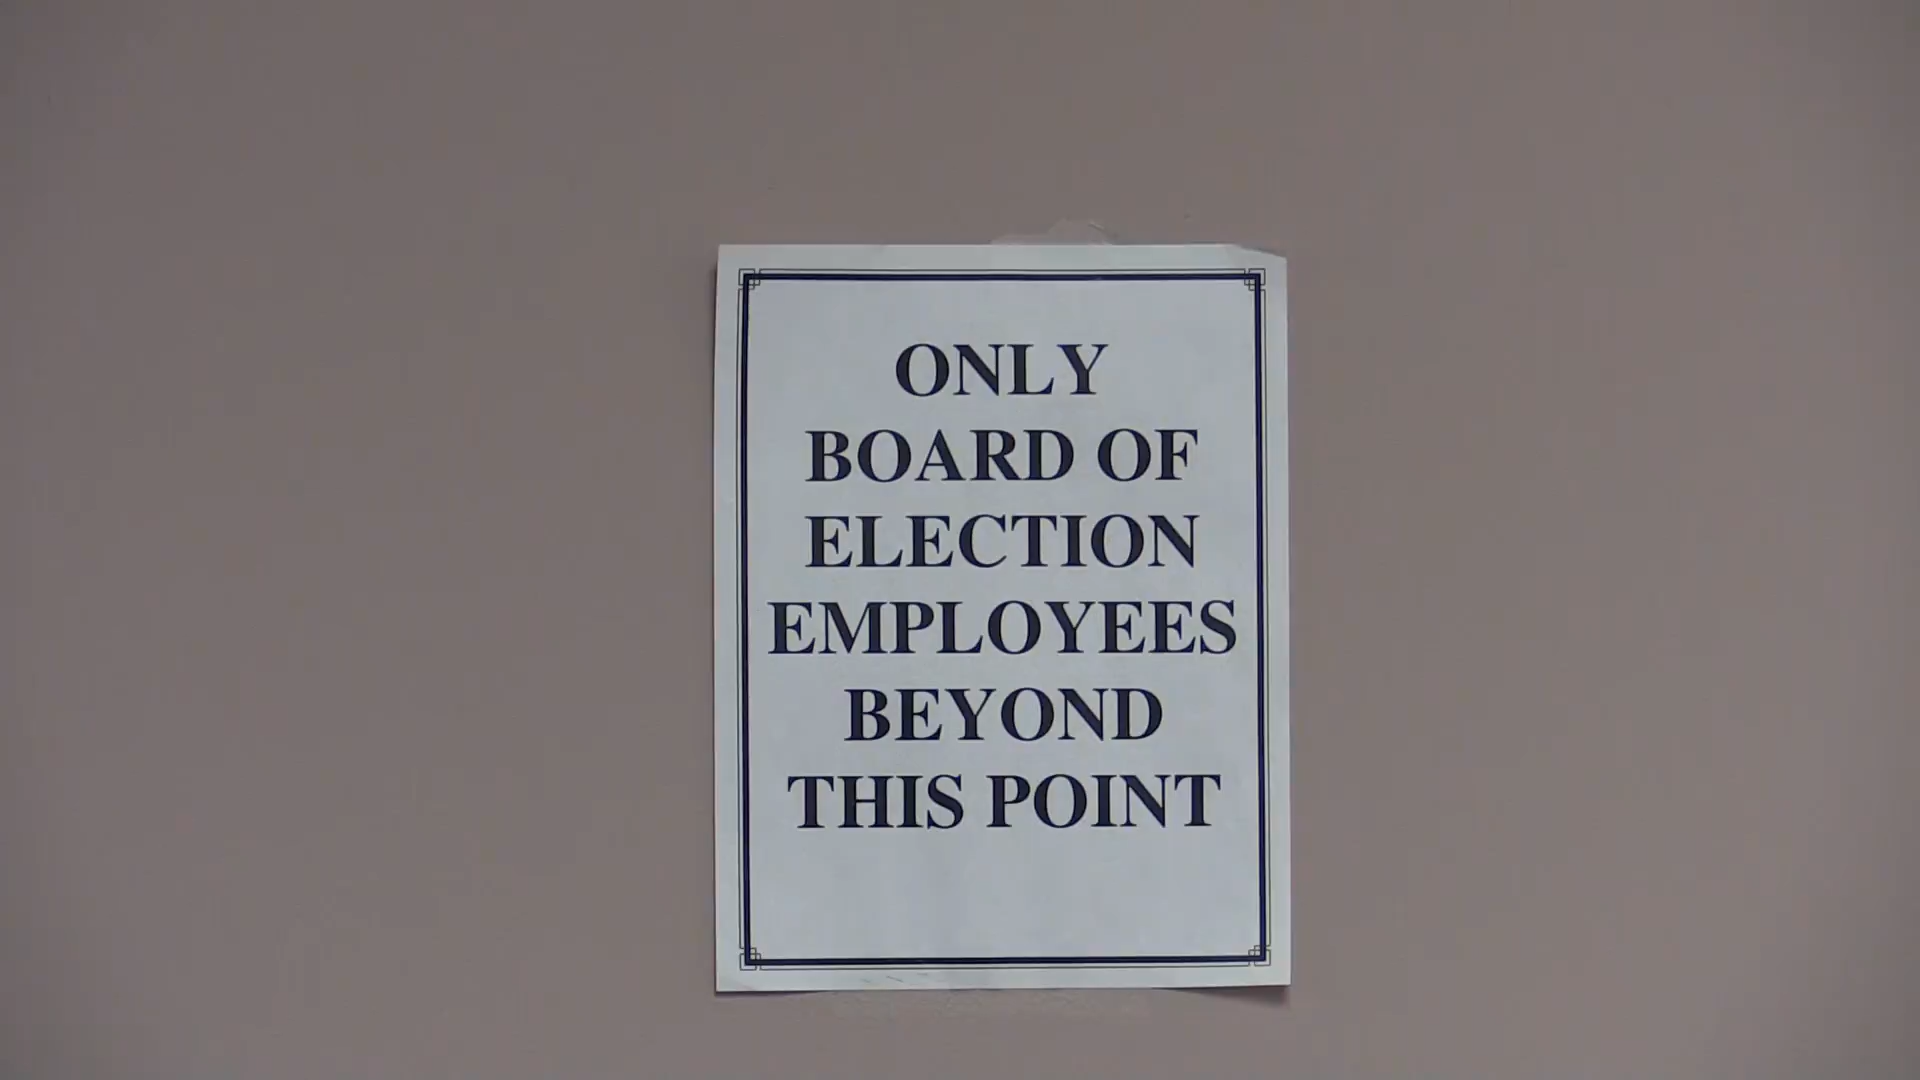 ONLY
BOARD OF
ELECTION
EMPLOYEES
BEYOND
THIS POINT